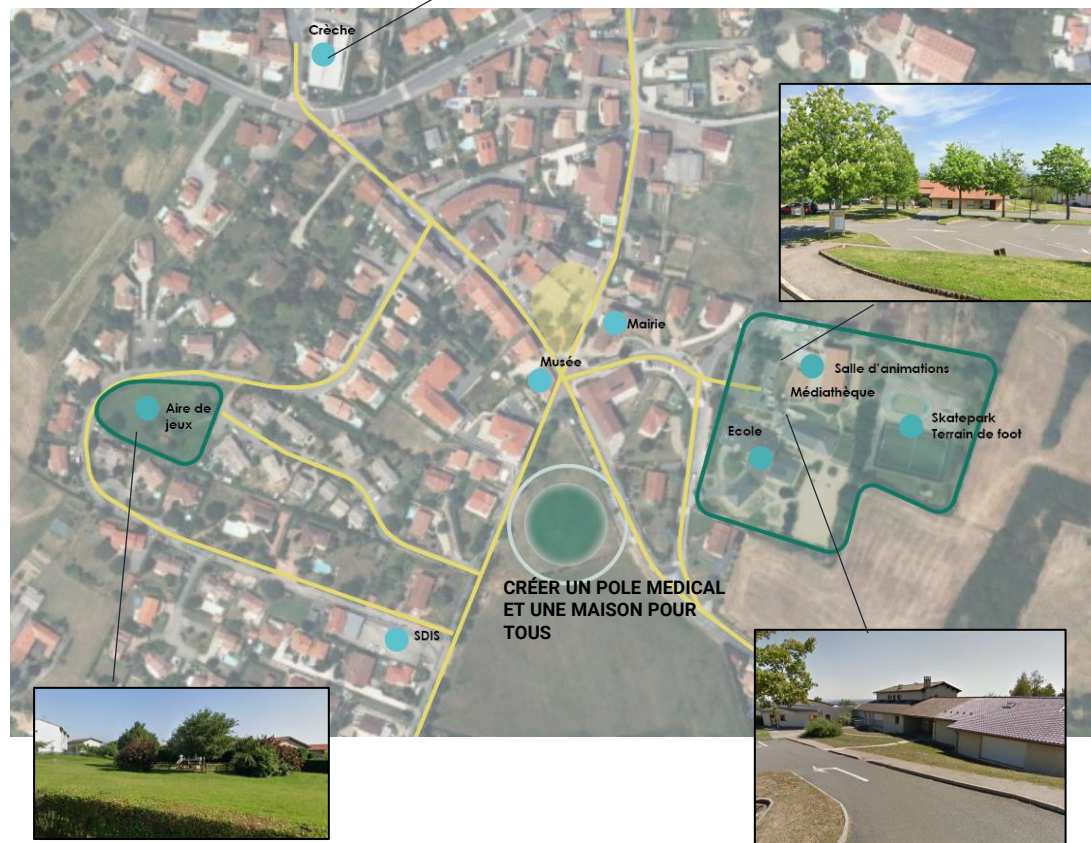 Crèche
Mairie
Musée
Salle d'animations
Médiathèque
Aire de
jeux
Skatepark
Terrain de foot
Ecole
CRÉER UN POLE MEDICAL
ET UNE MAISON POUR
TOUS
SDIS